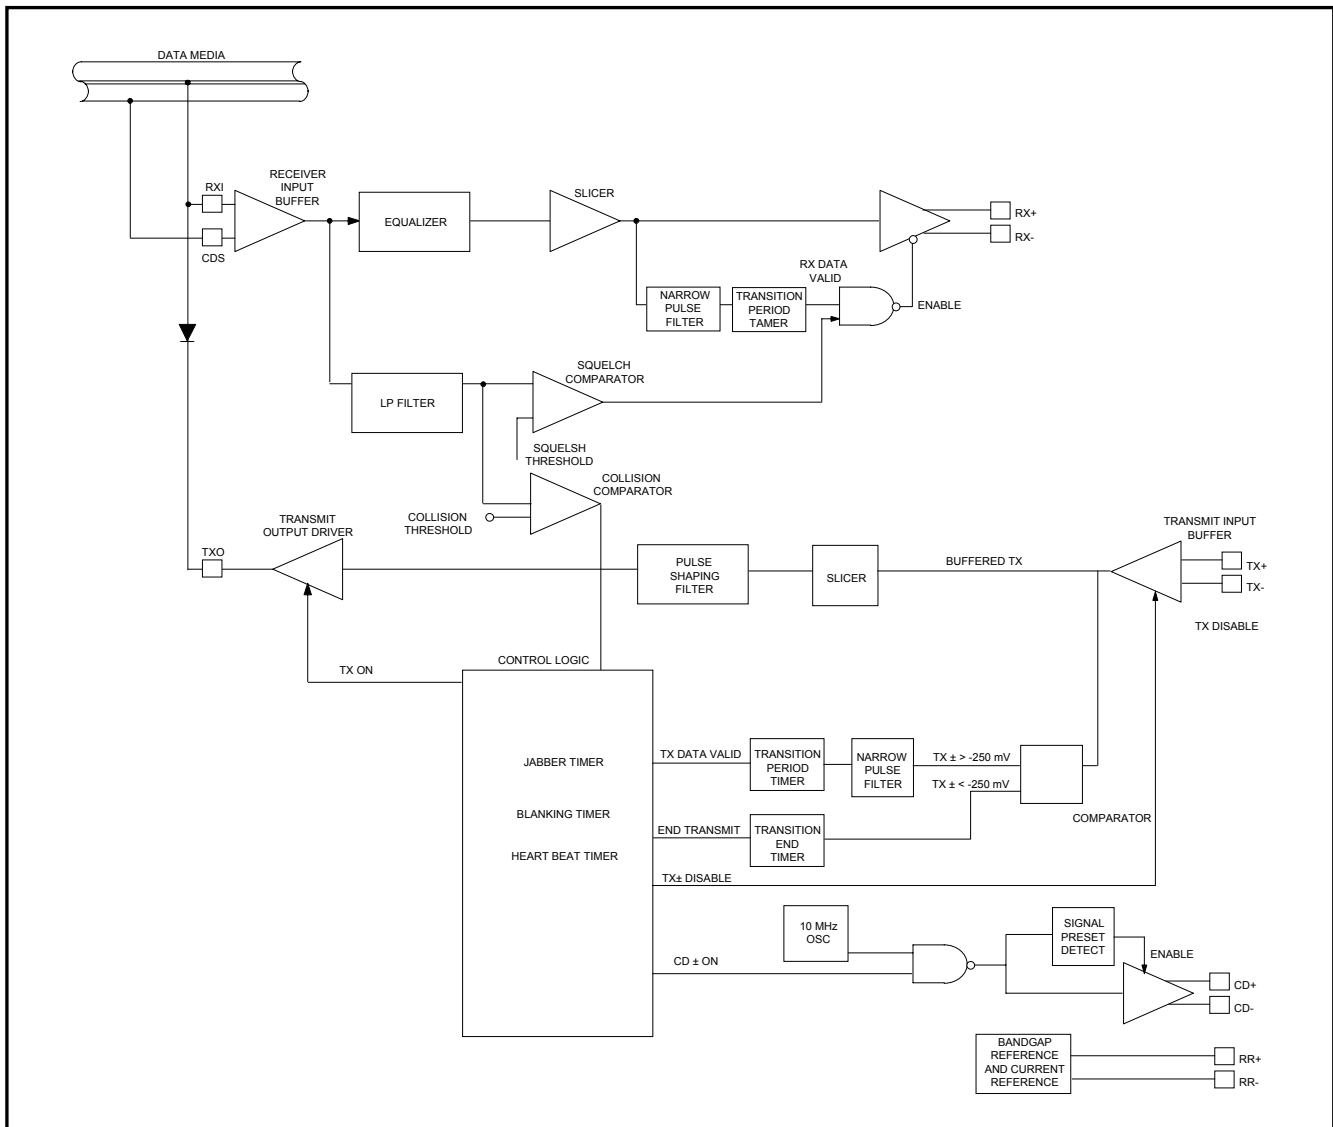 DATA MEDIA
RXI
CDS
RECEIVER
INPUT
BUFFER
EQUALIZER
SLICER
RX+
RX-
RX DATA
VALID
NARROW
PULSE
FILTER
TRANSITION
PERIOD
TAMER
ENABLE
LP FILTER
SQUELCH
COMPARATOR
SQUELSH
THRESHOLD
COLLISION
COMPARATOR
COLLISION
THRESHOLD
TRANSMIT
OUTPUT DRIVER
TXO
PULSE
SHAPING
FILTER
SLICER
BUFFERED TX
TRANSMIT INPUT
BUFFER
TX+
TX-
TX DISABLE
TX ON
CONTROL LOGIC
JABBER TIMER
BLANKING TIMER
HEART BEAT TIMER
TX DATA VALID
TRANSITION
PERIOD
TIMER
NARROW
PULSE
FILTER
TX ± > -250 mV
TX ± < -250 mV
COMPARATOR
END TRANSMIT
TRANSITION
END
TIMER
TX± DISABLE
10 MHz
OSC
CD ± ON
SIGNAL
PRESET
DETECT
ENABLE
CD+
CD-
BANDGAP
REFERENCE
AND CURRENT
REFERENCE
RR+
RR-